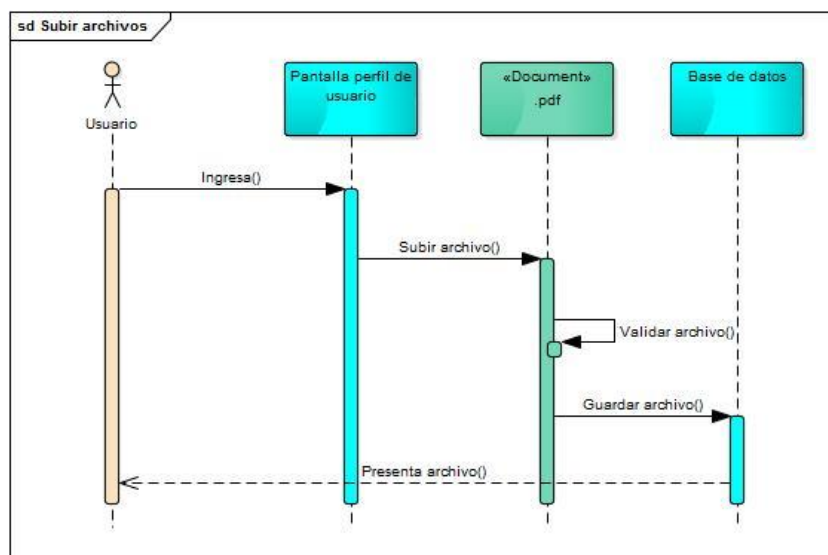 sd Subir archivos
Usuario
Pantalla perfil de
usuario
«Document»
.pdf
Base de datos
Ingresa()
Subir archivo()
Validar archivo()
Guardar archivo()
Presenta archivo()